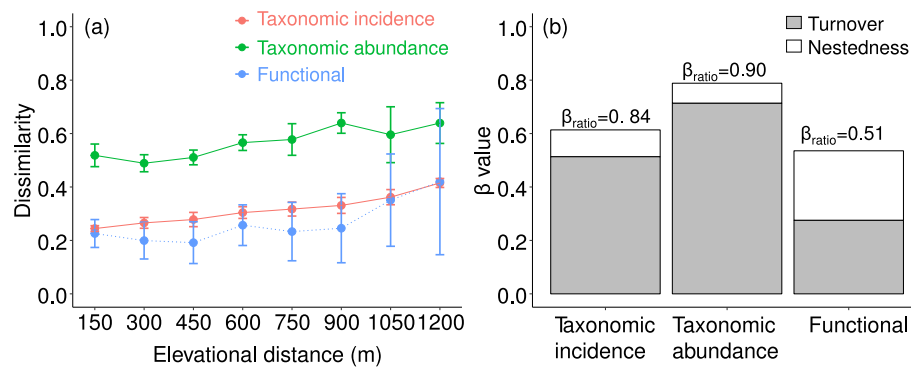 (a)
Taxonomic incidence
Taxonomic abundance
Functional
Dissimilarity
1.0
0.8
0.6
0.4
0.2
0.0
150 300 450 600 750 900 1050 1200
Elevational distance (m)
(b)
Turnover
Nestedness
βratio=0. 84
βratio=0.90
βratio=0.51
β value
1.0
0.8
0.6
0.4
0.2
0.0
Taxonomic incidence
Taxonomic abundance
Functional